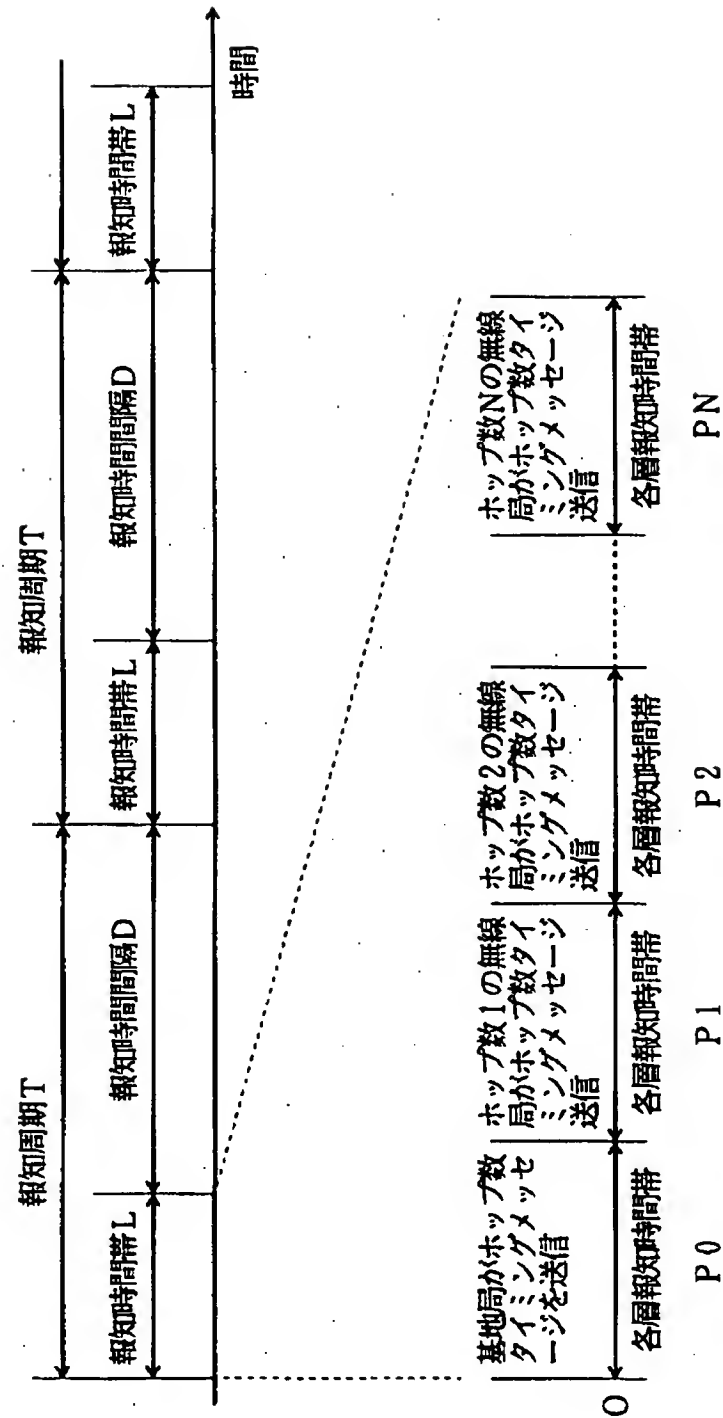 報知周期T
報知周期T
報知時間帯L
報知時間間隔D
報知時間帯L
報知時間間隔D
報知時間帯L
時間
基地局がホップ数
タイミングメッセ
ージを送信
ホップ数1の無線
局がホップ数タイ
ミングメッセージ
送信
ホップ数2の無線
局がホップ数タイ
ミングメッセージ
送信
ホップ数Nの無線
局がホップ数タイ
ミングメッセージ
送信
0
各層報知時間帯
各層報知時間帯
各層報知時間帯
各層報知時間帯
P0
P1
P2
PN